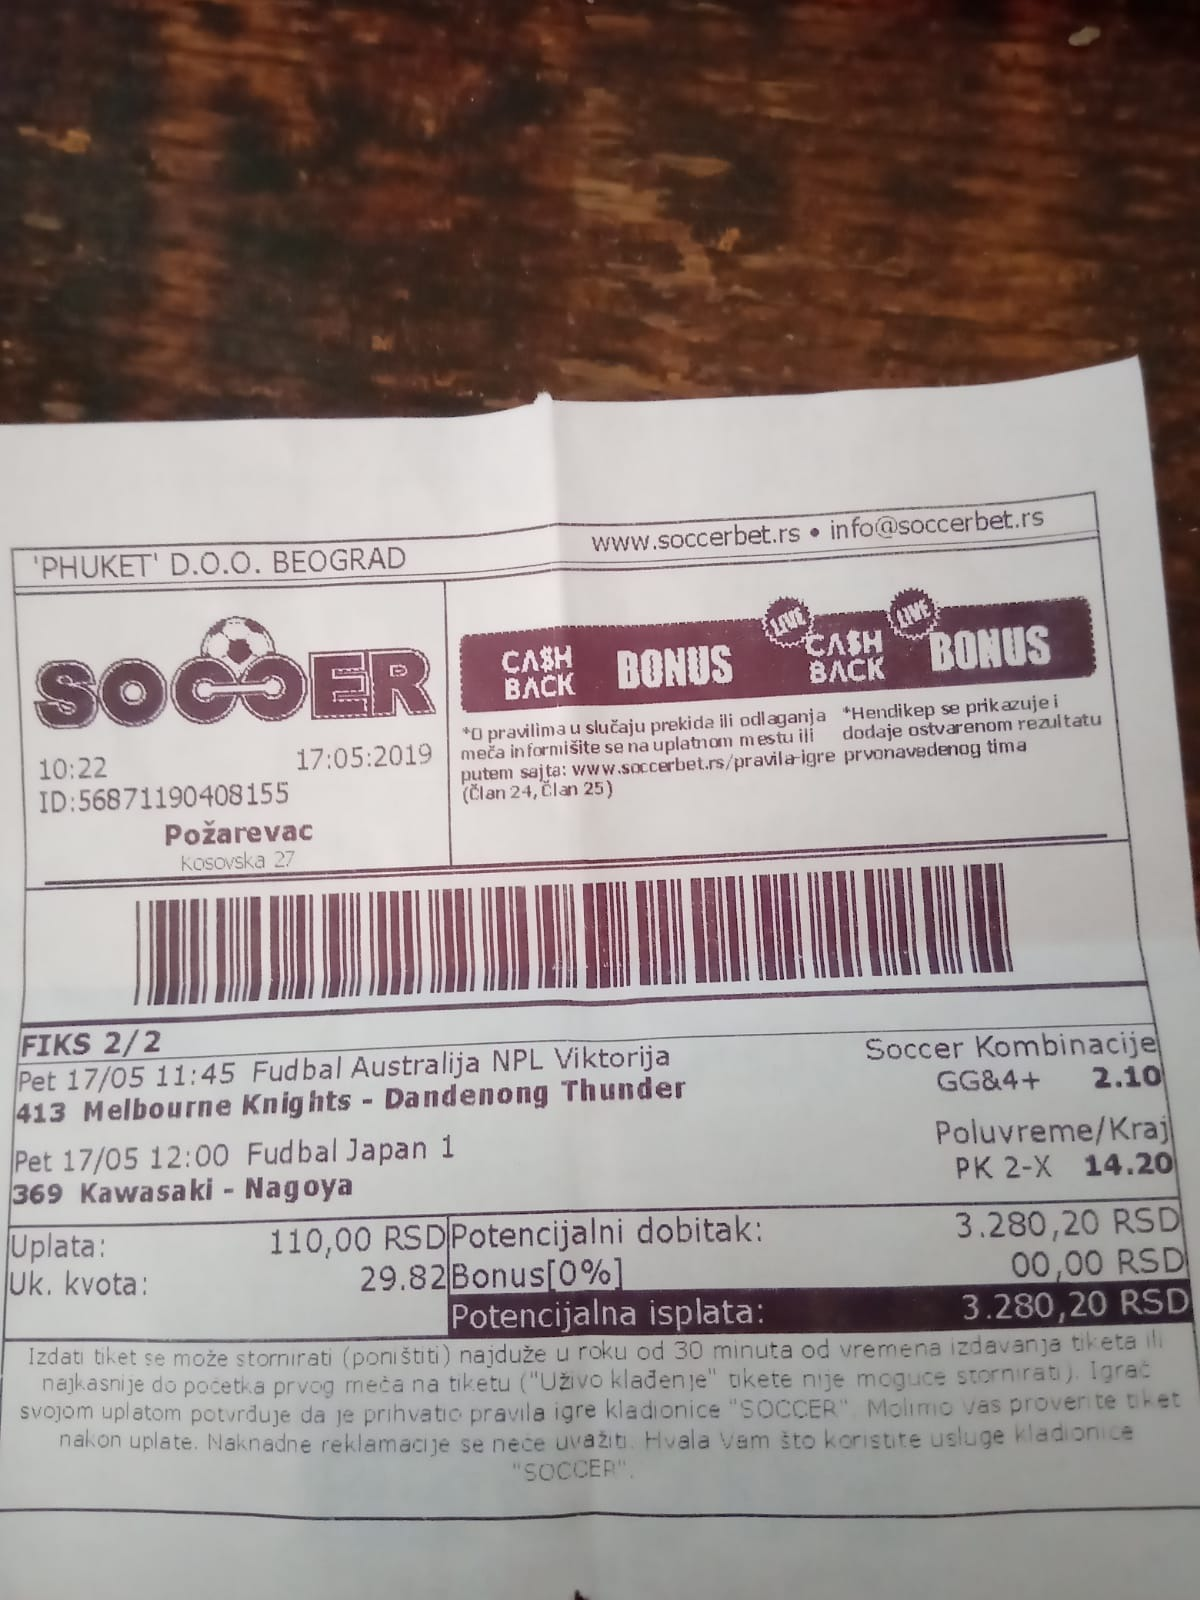 'PHUKET' D.O.O. BEOGRAD
www.soccerbet.rs • info@soccerbet.rs
SOCCER
10:22 17:05:2019
ID:56871190408155
Požarevac
Kosovska 27
CA$H BACK BONUS LIVE CA$H BACK LIVE BONUS
*O pravilima u slučaju prekida ili odlaganja
meča informišite se na uplatnom mestu ili
putem sajta: www.soccerbet.rs/pravila-igre
(Član 24, Član 25)
*Hendikep se prikazuje i
dodaje ostvarenom rezultatu
prvonavedenog tima
FIKS 2/2
Pet 17/05 11:45 Fudbal Australija NPL Viktorija Soccer Kombinacije
413 Melbourne Knights - Dandenong Thunder GG&4+ 2.10
Pet 17/05 12:00 Fudbal Japan 1 Poluvreme/Kraj
369 Kawasaki - Nagoya PK 2-X 14.20
Uplata: 110,00 RSD Potencijalni dobitak: 3.280,20 RSD
Uk. kvota: 29.82 Bonus[0%] 00,00 RSD
Potencijalna isplata: 3.280,20 RSD
Izdati tiket se može stornirati (poništiti) najduže u roku od 30 minuta od vremena izdavanja tiketa ili
najkasnije do početka prvog meča na tiketu ("Uživo klađenje" tikete nije moguće stornirati). Igrač
svojom uplatom potvrđuje da je prihvatio pravila igre kladionice "SOCCER". Molimo Vas proverite tiket
nakon uplate. Naknadne reklamacije se neće uvažiti. Hvala Vam što koristite usluge kladionice
"SOCCER".